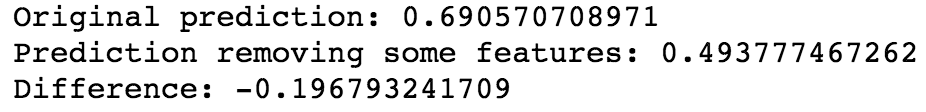 Original prediction: 0.690570708971
Prediction removing some features: 0.493777467262
Difference: -0.196793241709